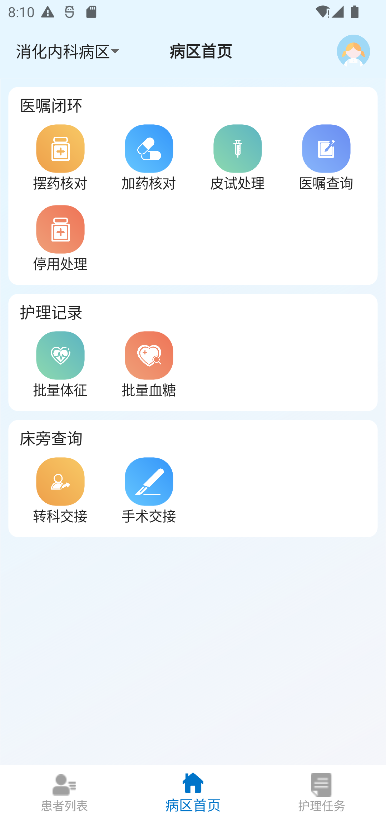 8:10
消化内科病区
病区首页
医嘱闭环
摆药核对
加药核对
皮试处理
医嘱查询
停用处理
护理记录
批量体征
批量血糖
床旁查询
转科交接
手术交接
患者列表
病区首页
护理任务